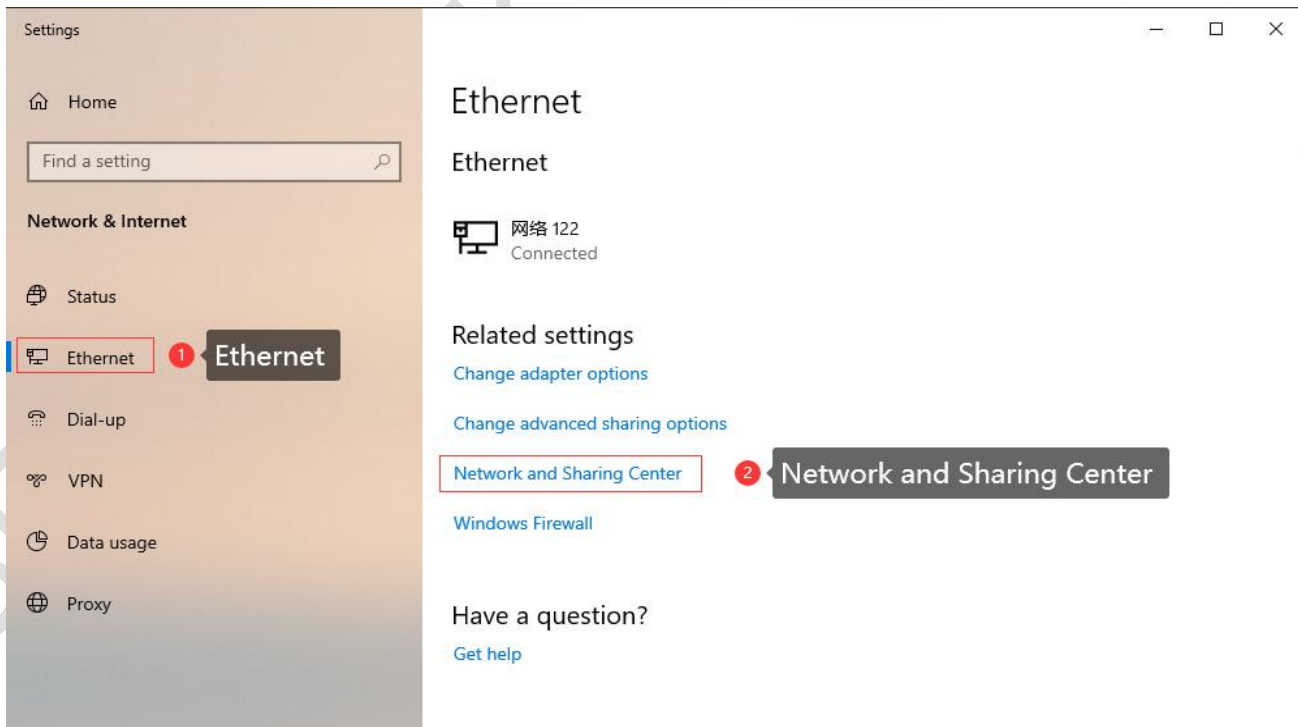 Settings
Home
Find a setting
Network & Internet
Status
Ethernet
1 Ethernet
Dial-up
VPN
Data usage
Proxy
Ethernet
Ethernet
网络 122
Connected
Related settings
Change adapter options
Change advanced sharing options
Network and Sharing Center
2 Network and Sharing Center
Windows Firewall
Have a question?
Get help